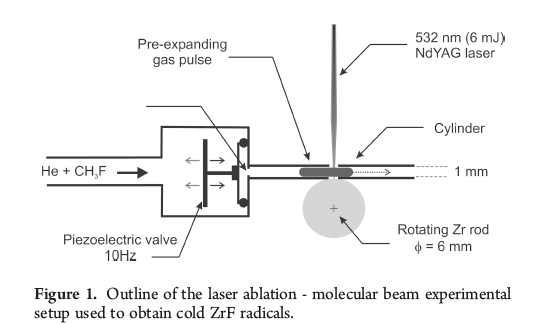 532 nm (6 mJ)
NdYAG laser
Pre-expanding
gas pulse
Cylinder
He + CH₃F
1 mm
+
Piezoelectric valve
10Hz
Rotating Zr rod
ϕ = 6 mm
Figure 1. Outline of the laser ablation - molecular beam experimental
setup used to obtain cold ZrF radicals.